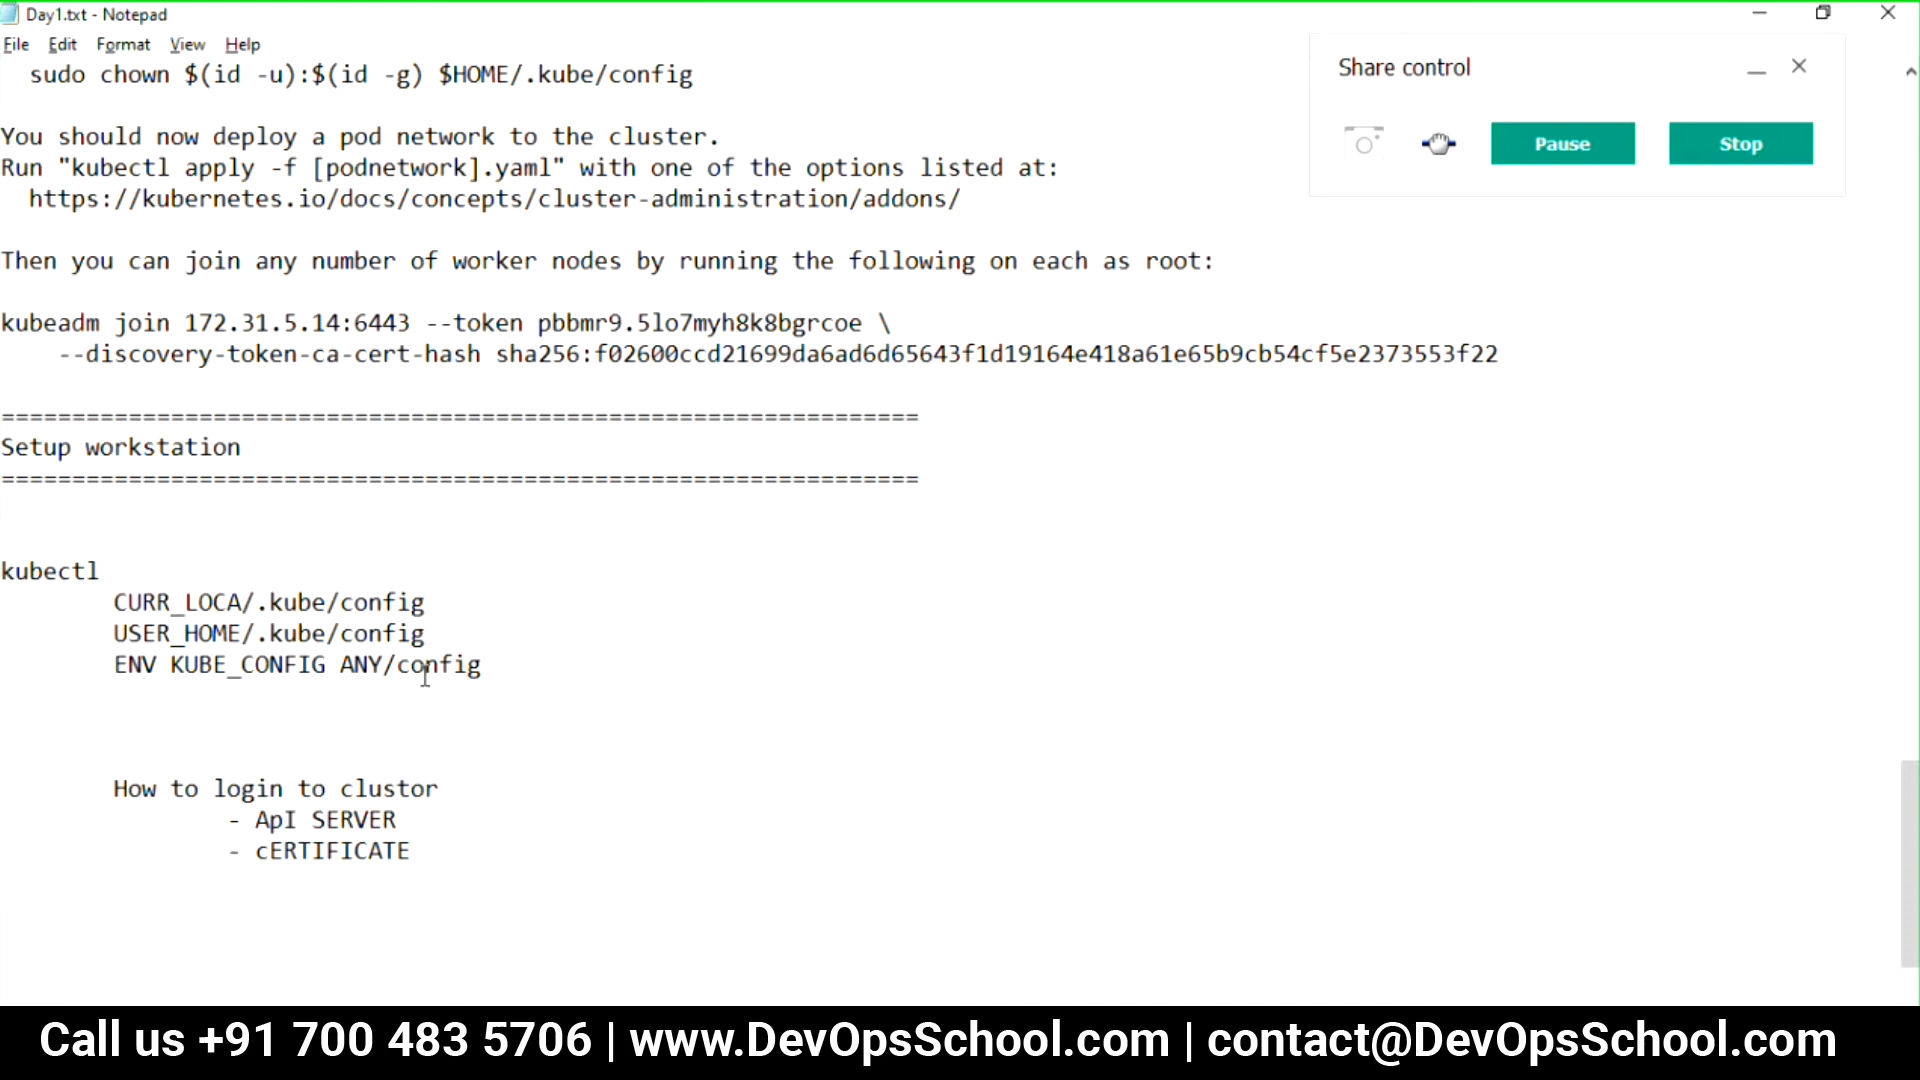 Day1.txt - Notepad
File Edit Format View Help
sudo chown $(id -u):$(id -g) $HOME/.kube/config
Share control
Pause
Stop
You should now deploy a pod network to the cluster.
Run "kubectl apply -f [podnetwork].yaml" with one of the options listed at:
https://kubernetes.io/docs/concepts/cluster-administration/addons/
Then you can join any number of worker nodes by running the following on each as root:
kubeadm join 172.31.5.14:6443 --token pbbmr9.5lo7myh8k8bgrcoe \
--discovery-token-ca-cert-hash sha256:f02600ccd21699da6ad6d65643f1d19164e418a61e65b9cb54cf5e2373553f22
=================================================================
Setup workstation
=================================================================
kubectl
CURR_LOCA/.kube/config
USER_HOME/.kube/config
ENV KUBE_CONFIG ANY/config
How to login to clustor
- ApI SERVER
- cERTIFICATE
Call us +91 700 483 5706 | www.DevOpsSchool.com | contact@DevOpsSchool.com